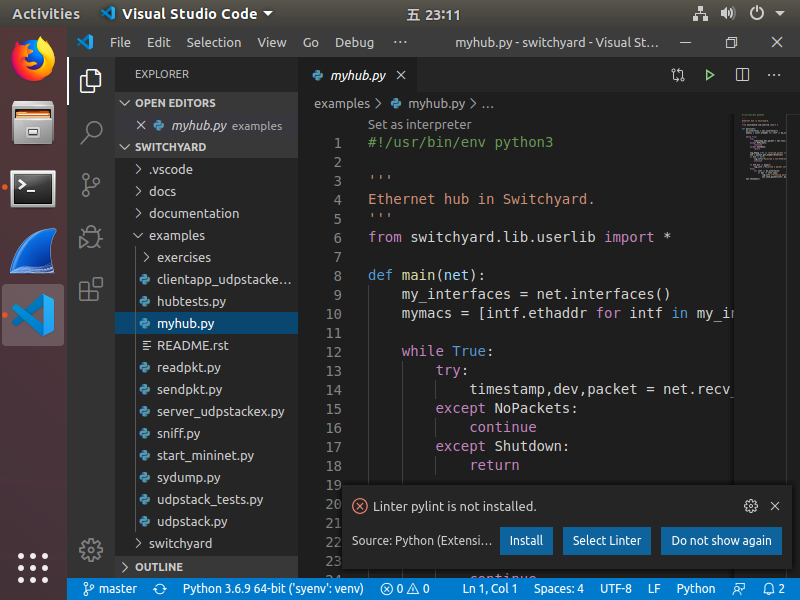 Activities
Visual Studio Code
五 23:11
File Edit Selection View Go Debug ···
myhub.py - switchyard - Visual St...
EXPLORER
OPEN EDITORS
myhub.py examples
SWITCHYARD
.vscode
docs
documentation
examples
exercises
clientapp_udpstacke...
hubtests.py
myhub.py
README.rst
readpkt.py
sendpkt.py
server_udpstackex.py
sniff.py
start_mininet.py
sydump.py
udpstack_tests.py
udpstack.py
switchyard
OUTLINE
myhub.py
examples > myhub.py > ...
Set as interpreter
1 #!/usr/bin/env python3
2
3 '''
4 Ethernet hub in Switchyard.
5 '''
6 from switchyard.lib.userlib import *
7
8 def main(net):
9 my_interfaces = net.interfaces()
10 mymacs = [intf.ethaddr for intf in my_in
11
12 while True:
13 try:
14 timestamp,dev,packet = net.recv_
15 except NoPackets:
16 continue
17 except Shutdown:
18 return
19
20
21
22
23
24 continue
Linter pylint is not installed.
Source: Python (Extensi...
Install
Select Linter
Do not show again
master
Python 3.6.9 64-bit ('syenv': venv)
0 0
Ln 1, Col 1
Spaces: 4
UTF-8
LF
Python
2